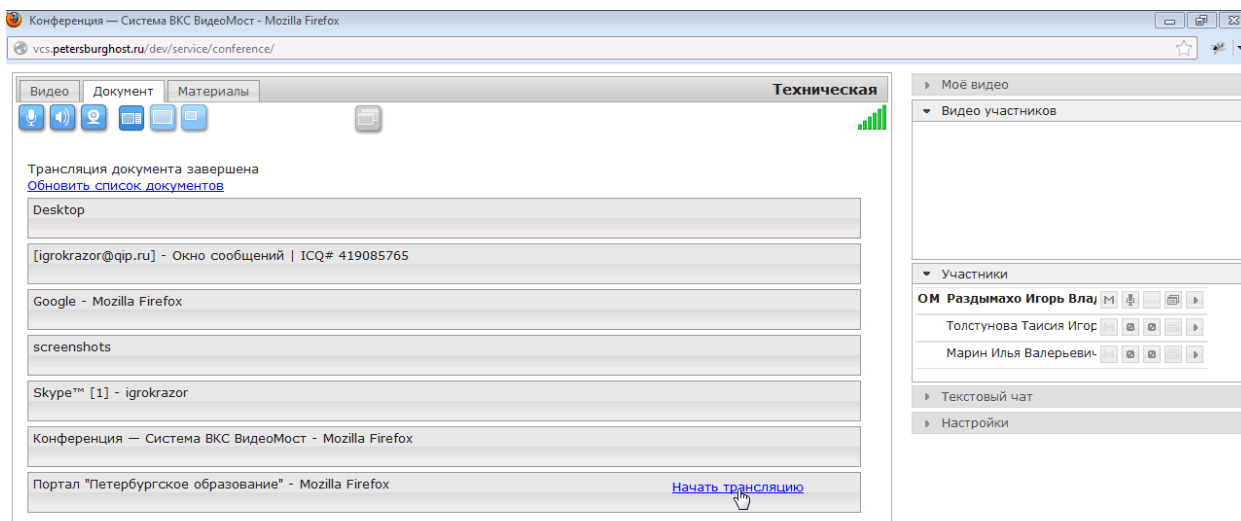 Конференция — Система ВКС ВидеоМост - Mozilla Firefox
vcs.petersburghost.ru/dev/service/conference/
Видео Документ Материалы Техническая
Трансляция документа завершена
Обновить список документов
Desktop
[igrokrazor@qip.ru] - Окно сообщений | ICQ# 419085765
Google - Mozilla Firefox
screenshots
Skype™ [1] - igrokrazor
Конференция — Система ВКС ВидеоМост - Mozilla Firefox
Портал "Петербургское образование" - Mozilla Firefox Начать трансляцию
Моё видео
Видео участников
Участники
ОМ Раздымахо Игорь Влад М
Толстунова Таисия Игор М
Марин Илья Валерьевич М
Текстовый чат
Настройки